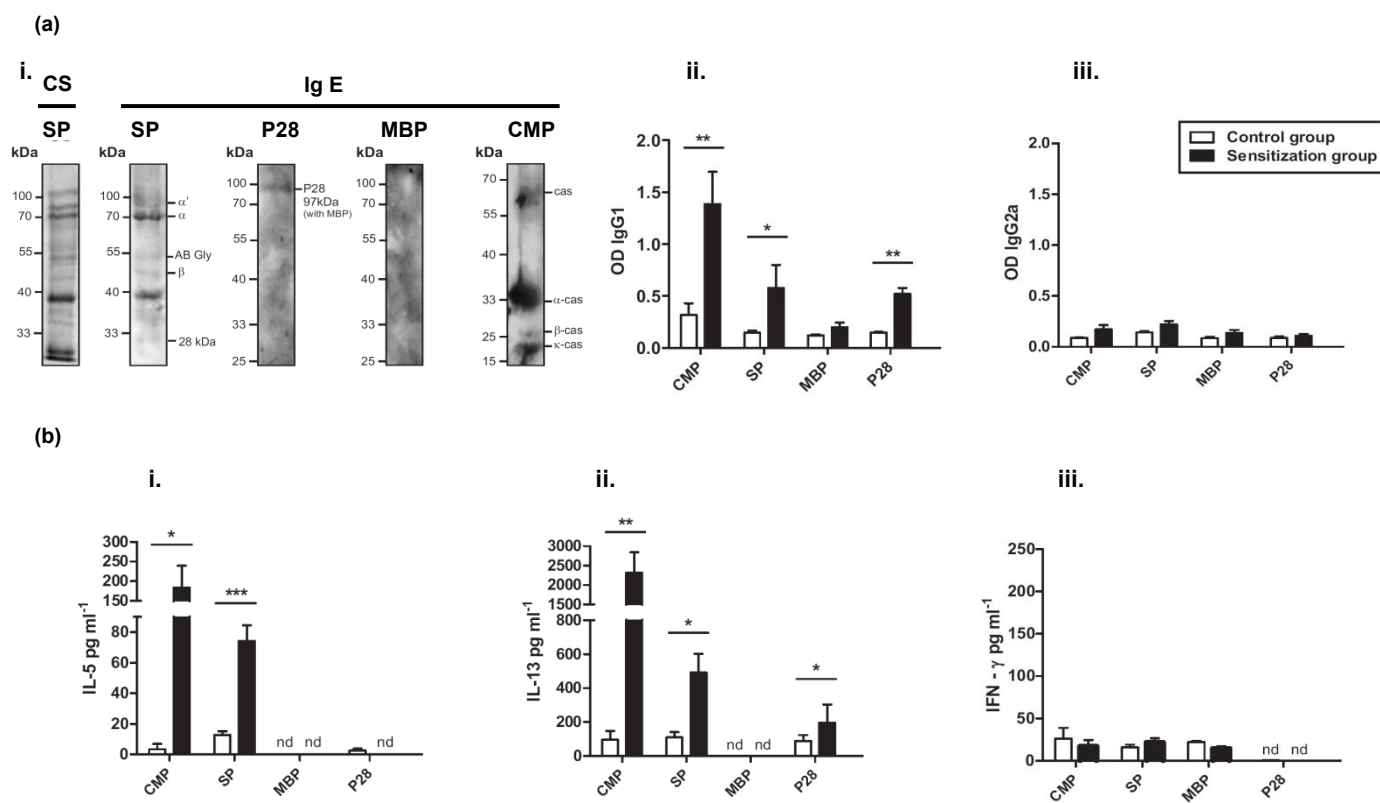 (a)
i.
CS
Ig E
SP SP P28 MBP CMP
kDa
100
70
55
40
33
kDa
100
70
55
40
33
α'
α
AB Gly
β
28 kDa
kDa
100
70
55
40
33
25
P28
97kDa
(with MBP)
kDa
100
70
55
40
33
25
kDa
70
55
40
33
25
15
cas
α-cas
β-cas
κ-cas
ii.
OD IgG1
2.0
1.5
1.0
0.5
0.0
**
*
**
CMP SP MBP P28
iii.
Control group
Sensitization group
OD IgG2a
2.0
1.5
1.0
0.5
0.0
CMP SP MBP P28
(b)
i.
IL-5 pg ml-1
300
250
200
150
80
60
40
20
0
*
***
nd nd
nd
CMP SP MBP P28
ii.
IL-13 pg ml-1
3000
2500
2000
1500
800
600
400
200
0
**
*
nd nd
*
CMP SP MBP P28
iii.
IFN - γ pg ml-1
250
200
150
100
50
0
nd nd
CMP SP MBP P28